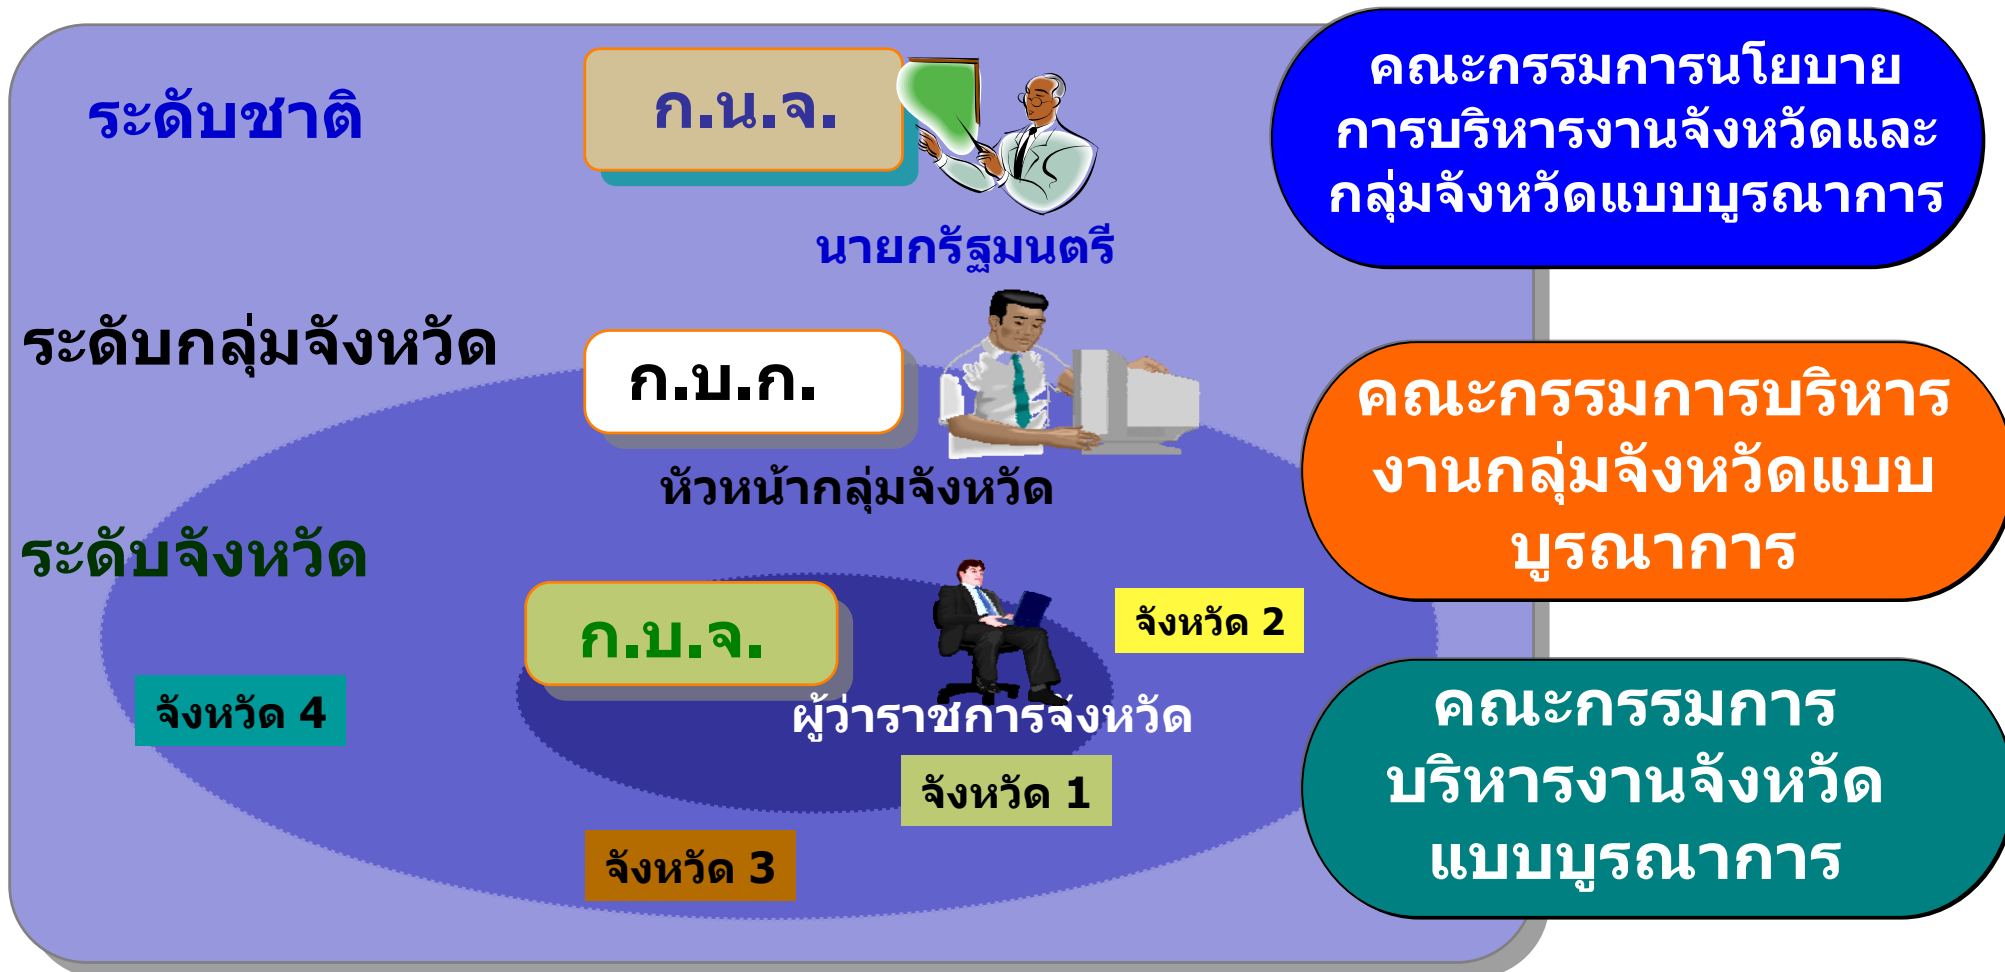 ระดับชาติ
ก.น.จ.
นายกรัฐมนตรี
คณะกรรมการนโยบาย
การบริหารงานจังหวัดและ
กลุ่มจังหวัดแบบบูรณาการ
ระดับกลุ่มจังหวัด
ก.บ.ก.
หัวหน้ากลุ่มจังหวัด
คณะกรรมการบริหาร
งานกลุ่มจังหวัดแบบ
บูรณาการ
ระดับจังหวัด
ก.บ.จ.
ผู้ว่าราชการจังหวัด
จังหวัด 2
จังหวัด 4
จังหวัด 1
จังหวัด 3
คณะกรรมการ
บริหารงานจังหวัด
แบบบูรณาการ